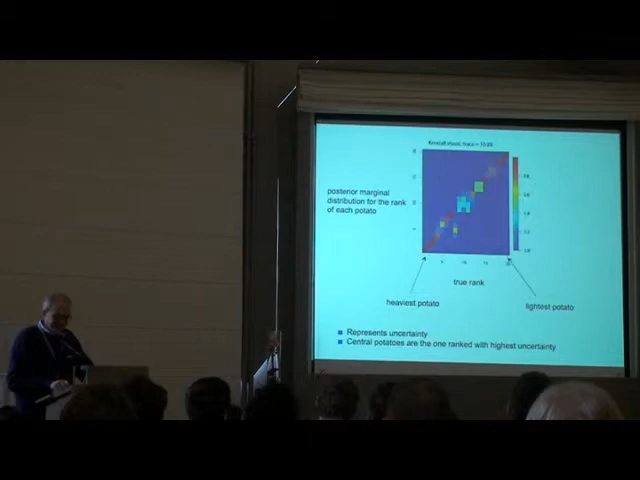 posterior marginal
distribution for the rank
of each potato
true rank
heaviest potato
lightest potato
Represents uncertainty
Central potatoes are the one ranked with highest uncertainty